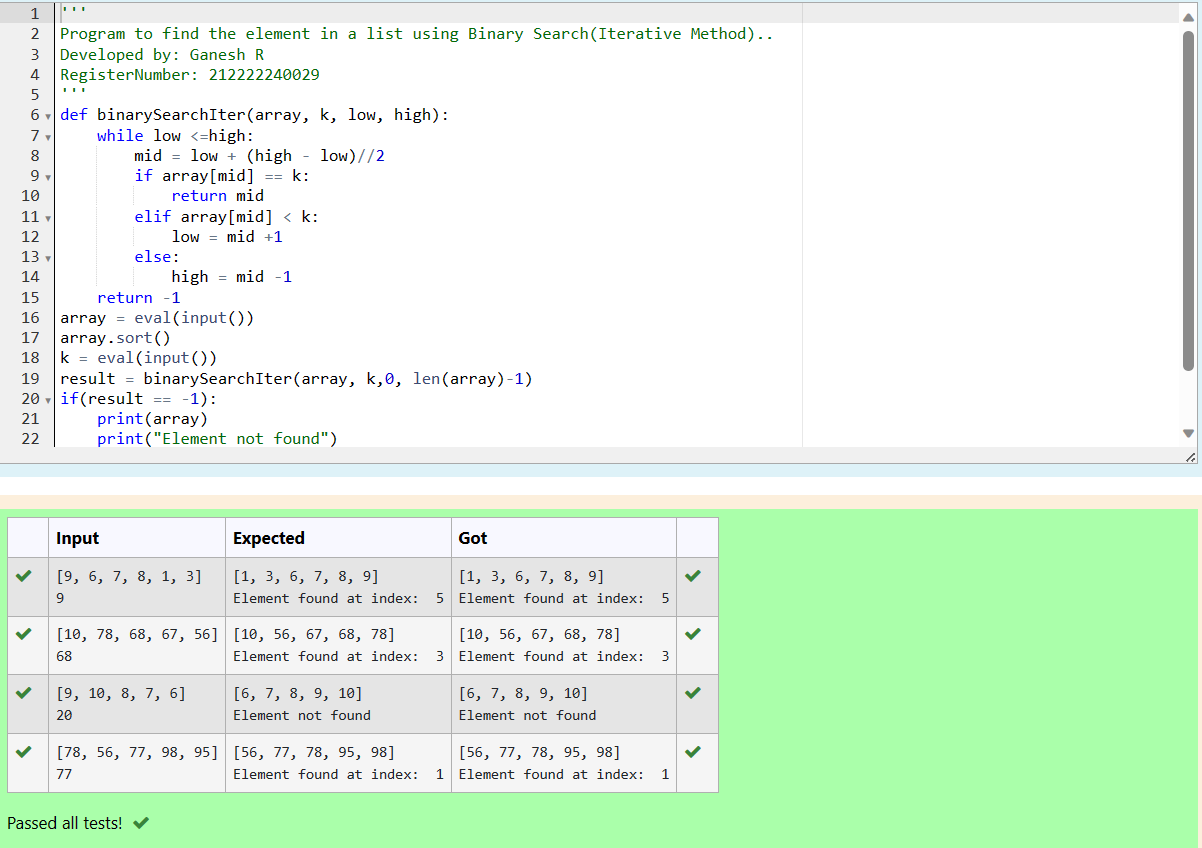 1 '''
2 Program to find the element in a list using Binary Search(Iterative Method)..
3 Developed by: Ganesh R
4 RegisterNumber: 212222240029
5 '''
6 def binarySearchIter(array, k, low, high):
7     while low <=high:
8         mid = low + (high - low)//2
9         if array[mid] == k:
10             return mid
11         elif array[mid] < k:
12             low = mid +1
13         else:
14             high = mid -1
15     return -1
16 array = eval(input())
17 array.sort()
18 k = eval(input())
19 result = binarySearchIter(array, k,0, len(array)-1)
20 if(result == -1):
21     print(array)
22     print("Element not found")
Input Expected Got
[9, 6, 7, 8, 1, 3] [1, 3, 6, 7, 8, 9] [1, 3, 6, 7, 8, 9]
9 Element found at index:  5 Element found at index:  5
[10, 78, 68, 67, 56] [10, 56, 67, 68, 78] [10, 56, 67, 68, 78]
68 Element found at index:  3 Element found at index:  3
[9, 10, 8, 7, 6] [6, 7, 8, 9, 10] [6, 7, 8, 9, 10]
20 Element not found Element not found
[78, 56, 77, 98, 95] [56, 77, 78, 95, 98] [56, 77, 78, 95, 98]
77 Element found at index:  1 Element found at index:  1
Passed all tests!